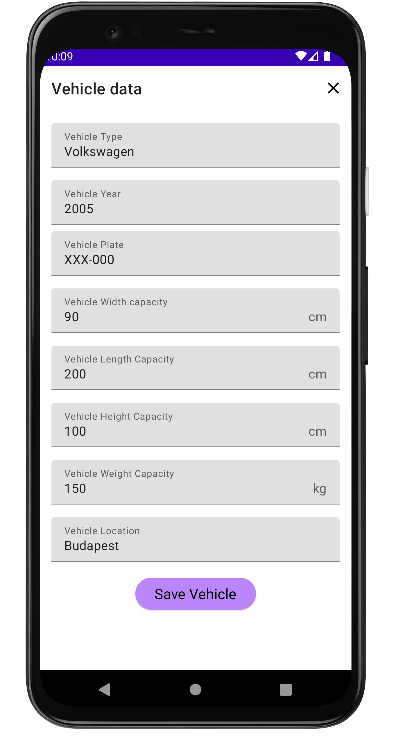 10:09
Vehicle data
Vehicle Type
Volkswagen
Vehicle Year
2005
Vehicle Plate
XXX-000
Vehicle Width capacity
90 cm
Vehicle Length Capacity
200 cm
Vehicle Height Capacity
100 cm
Vehicle Weight Capacity
150 kg
Vehicle Location
Budapest
Save Vehicle